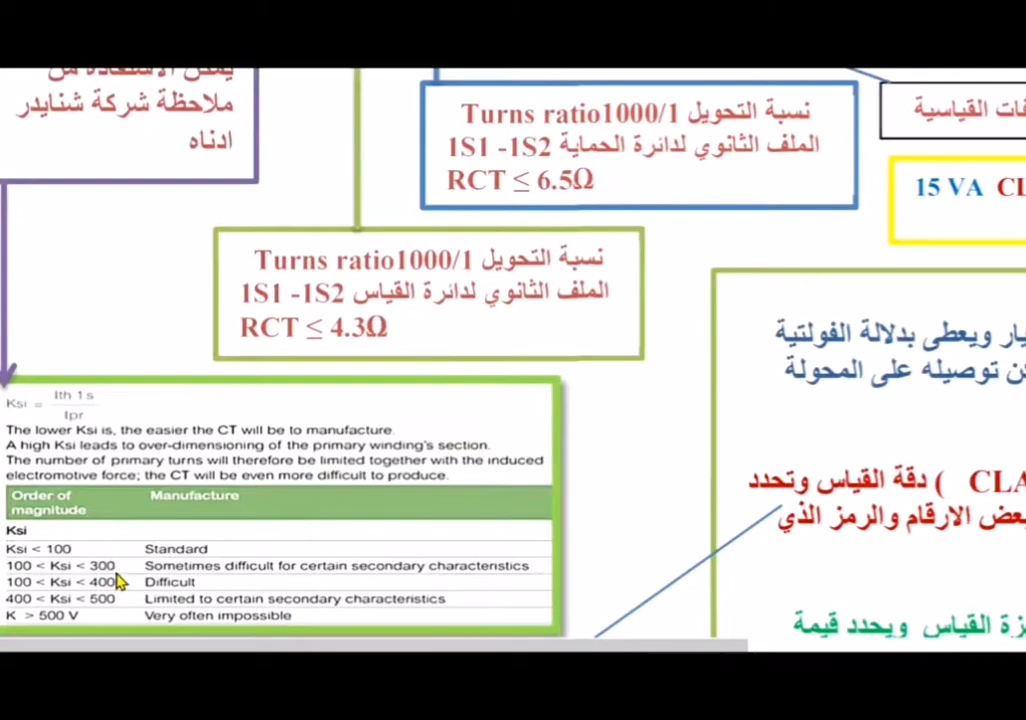 ملاحظة شركة شنايدر
ادناه
نسبة التحويل Turns ratio1000/1
الملف الثانوي لدائرة الحماية 1S1 -1S2
RCT ≤ 6.5Ω
القياسية
15 VA
نسبة التحويل Turns ratio1000/1
الملف الثانوي لدائرة القياس 1S1 -1S2
RCT ≤ 4.3Ω
ويعطى بدلالة الفولتية
توصيله على المحولة
Ksi = Ith 1s
Ipr
The lower Ksi is, the easier the CT will be to manufacture.
A high Ksi leads to over-dimensioning of the primary winding's section.
The number of primary turns will therefore be limited together with the induced
electromotive force; the CT will be even more difficult to produce.
Order of magnitude Manufacture
Ksi
Ksi < 100 Standard
100 < Ksi < 300 Sometimes difficult for certain secondary characteristics
100 < Ksi < 400 Difficult
400 < Ksi < 500 Limited to certain secondary characteristics
K > 500 V Very often impossible
) دقة القياس وتحدد
الارقام والرمز الذي
القياس ويحدد قيمة